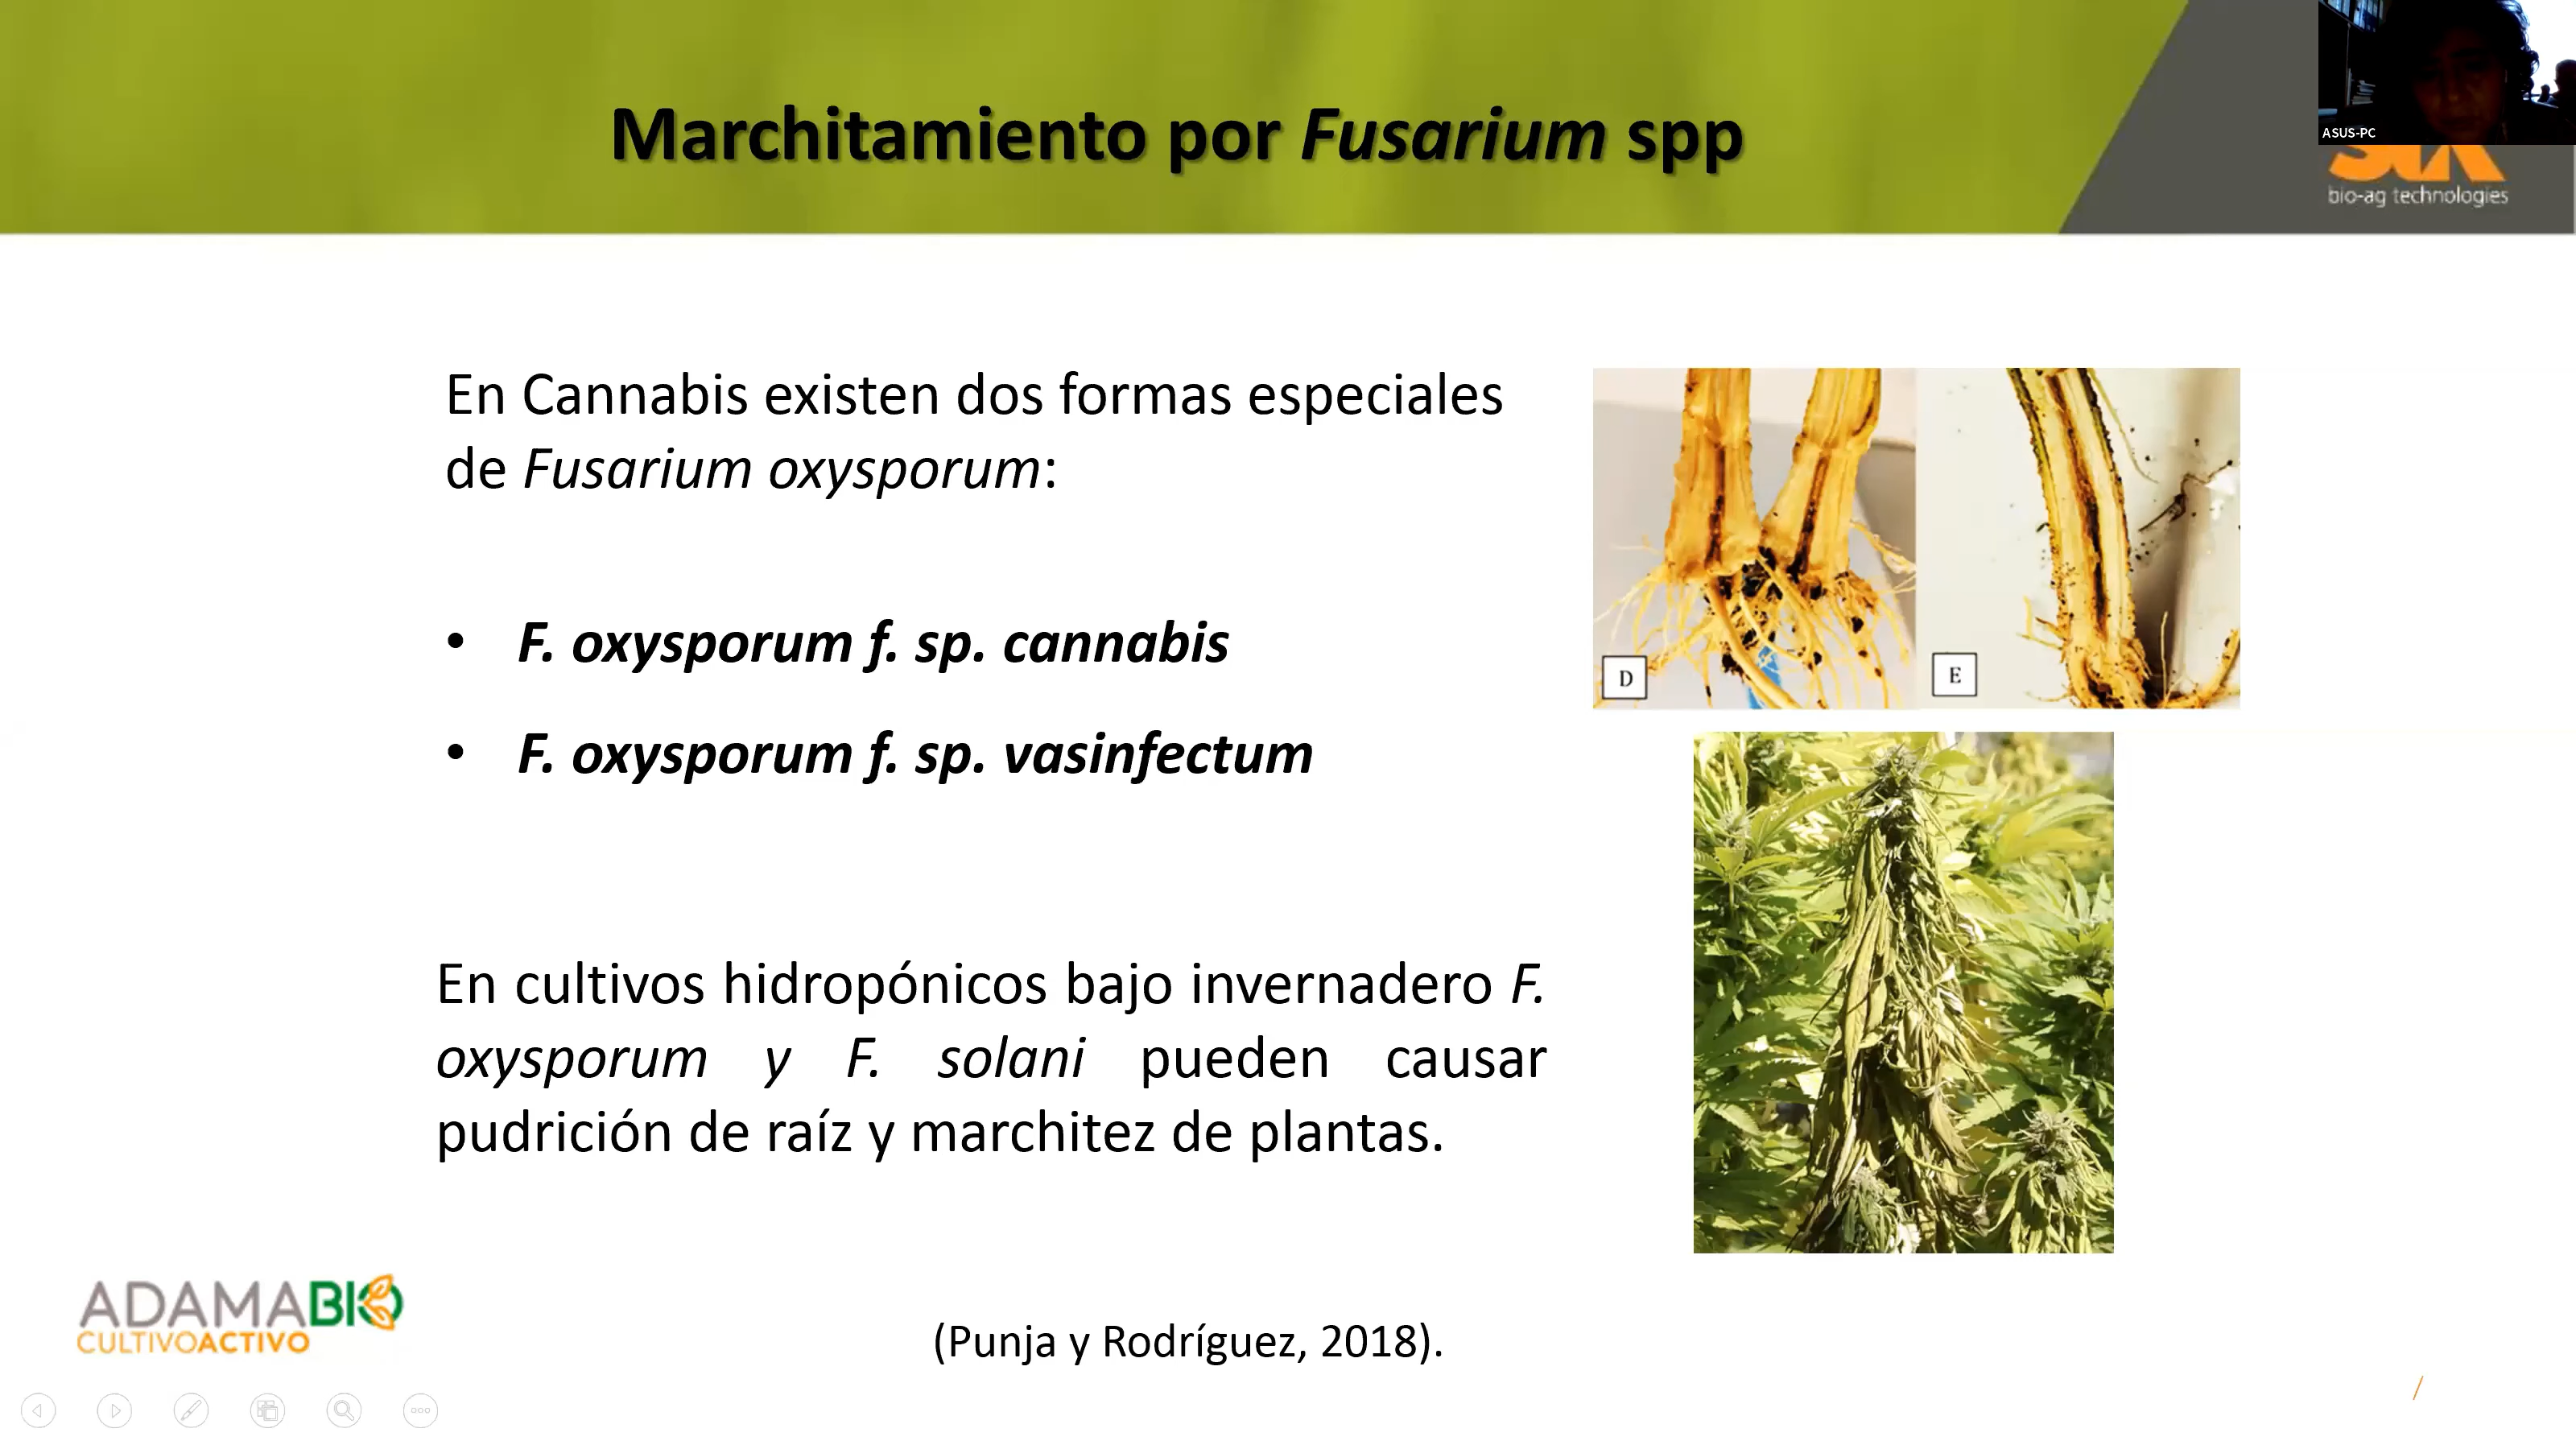 ASUS-PC
Marchitamiento por Fusarium spp
bio-ag technologies
En Cannabis existen dos formas especiales
de Fusarium oxysporum:
• F. oxysporum f. sp. cannabis
• F. oxysporum f. sp. vasinfectum
D
E
En cultivos hidropónicos bajo invernadero F.
oxysporum y F. solani pueden causar
pudrición de raíz y marchitez de plantas.
ADAMABIO
CULTIVOACTIVO
(Punja y Rodríguez, 2018).
/